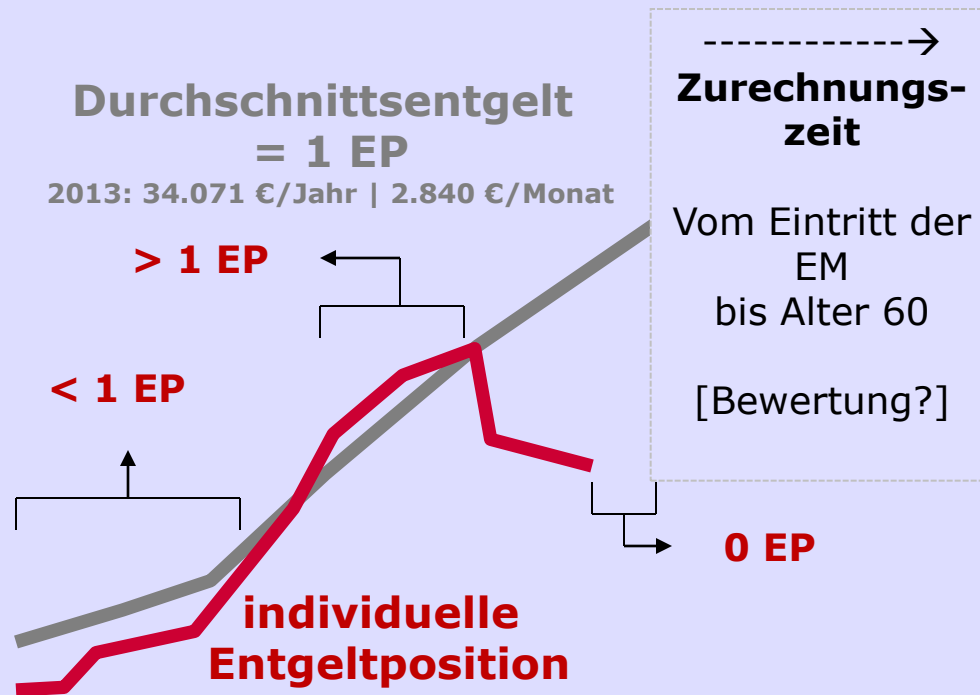 Durchschnittsentgelt
= 1 EP
2013: 34.071 €/Jahr | 2.840 €/Monat
> 1 EP
< 1 EP
------------→
Zurechnungs-
zeit
Vom Eintritt der
EM
bis Alter 60
[Bewertung?]
0 EP
individuelle
Entgeltposition